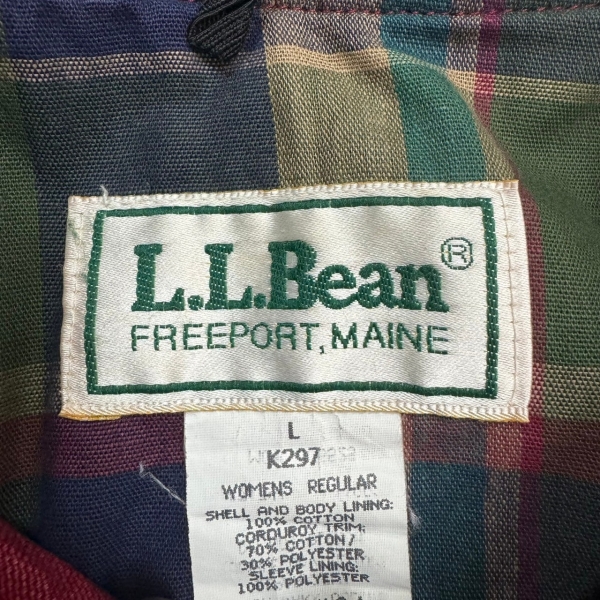 L.L.Bean®
FREEPORT, MAINE
L
K297
WOMENS REGULAR
SHELL AND BODY LINING:
100% COTTON
CORDUROY TRIM:
70% COTTON/
30% POLYESTER
SLEEVE LINING:
100% POLYESTER